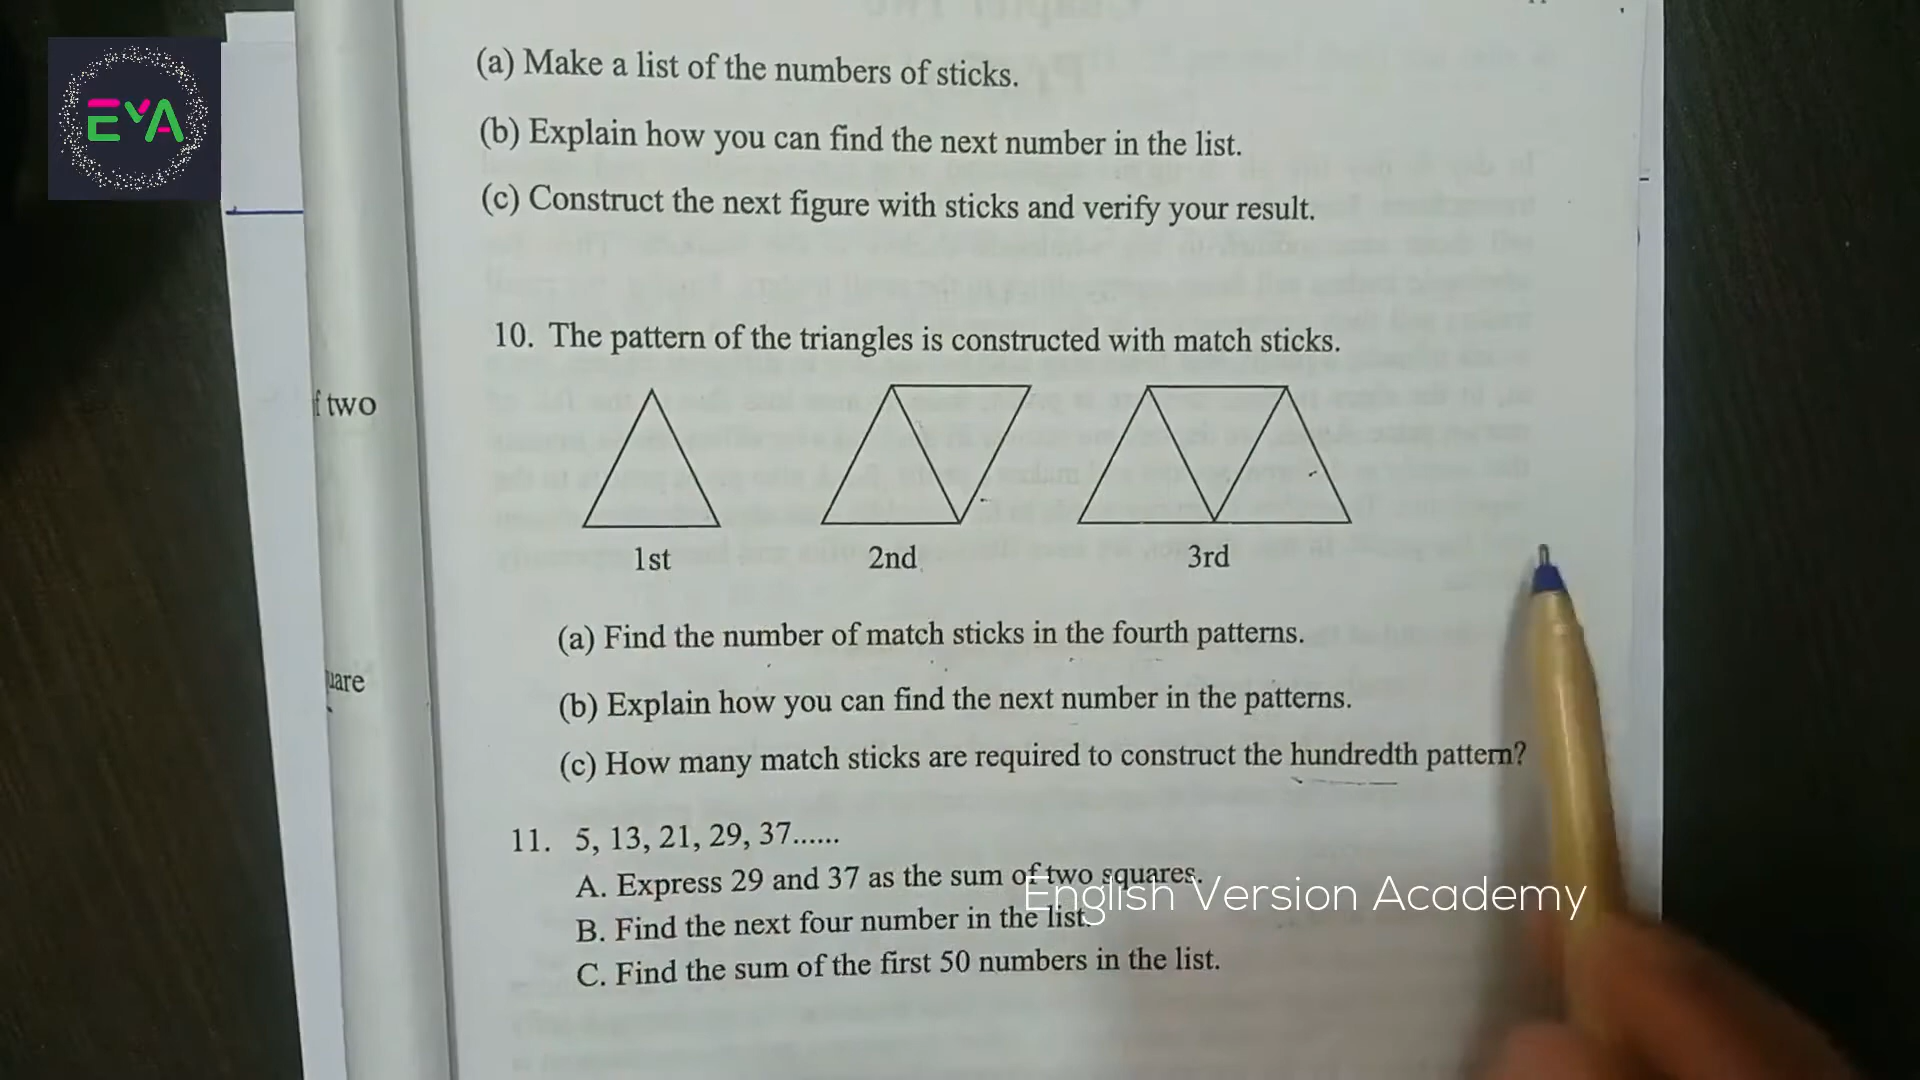 EYA
(a) Make a list of the numbers of sticks.
(b) Explain how you can find the next number in the list.
(c) Construct the next figure with sticks and verify your result.
10. The pattern of the triangles is constructed with match sticks.
f two
1st 2nd 3rd
(a) Find the number of match sticks in the fourth patterns.
uare
(b) Explain how you can find the next number in the patterns.
(c) How many match sticks are required to construct the hundredth pattern?
11. 5, 13, 21, 29, 37......
A. Express 29 and 37 as the sum of two squares.
English Version Academy
B. Find the next four number in the list.
C. Find the sum of the first 50 numbers in the list.